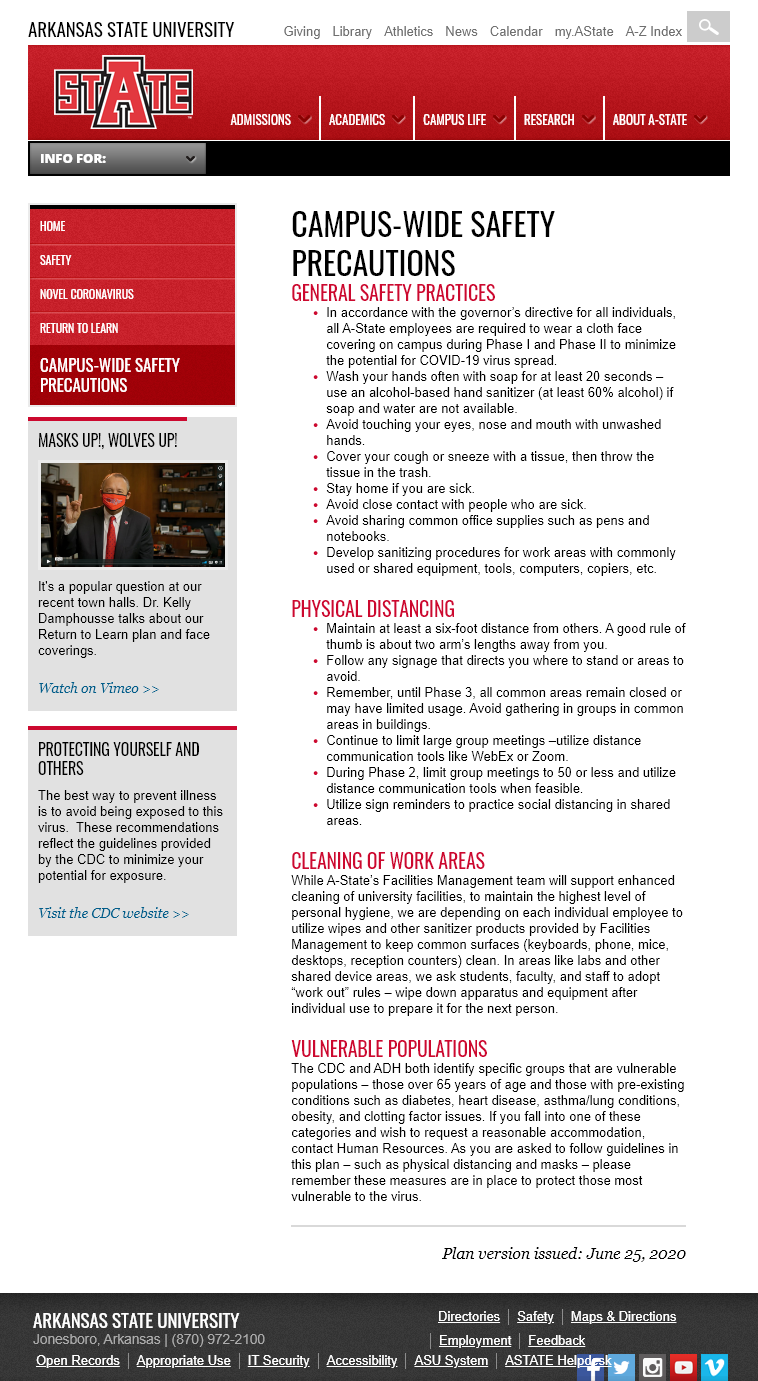 ARKANSAS STATE UNIVERSITY
Giving Library Athletics News Calendar my.AState A-Z Index
STATE
ADMISSIONS ACADEMICS CAMPUS LIFE RESEARCH ABOUT A-STATE
INFO FOR:
HOME
SAFETY
NOVEL CORONAVIRUS
RETURN TO LEARN
CAMPUS-WIDE SAFETY
PRECAUTIONS
MASKS UP!, WOLVES UP!
It's a popular question at our
recent town halls. Dr. Kelly
Damphousse talks about our
Return to Learn plan and face
coverings.
Watch on Vimeo >>
PROTECTING YOURSELF AND
OTHERS
The best way to prevent illness
is to avoid being exposed to this
virus.  These recommendations
reflect the guidelines provided
by the CDC to minimize your
potential for exposure.
Visit the CDC website >>
CAMPUS-WIDE SAFETY
PRECAUTIONS
GENERAL SAFETY PRACTICES
• In accordance with the governor's directive for all individuals,
all A-State employees are required to wear a cloth face
covering on campus during Phase I and Phase II to minimize
the potential for COVID-19 virus spread.
• Wash your hands often with soap for at least 20 seconds –
use an alcohol-based hand sanitizer (at least 60% alcohol) if
soap and water are not available.
• Avoid touching your eyes, nose and mouth with unwashed
hands.
• Cover your cough or sneeze with a tissue, then throw the
tissue in the trash.
• Stay home if you are sick.
• Avoid close contact with people who are sick.
• Avoid sharing common office supplies such as pens and
notebooks.
• Develop sanitizing procedures for work areas with commonly
used or shared equipment, tools, computers, copiers, etc.
PHYSICAL DISTANCING
• Maintain at least a six-foot distance from others. A good rule of
thumb is about two arm's lengths away from you.
• Follow any signage that directs you where to stand or areas to
avoid.
• Remember, until Phase 3, all common areas remain closed or
may have limited usage. Avoid gathering in groups in common
areas in buildings.
• Continue to limit large group meetings –utilize distance
communication tools like WebEx or Zoom.
• During Phase 2, limit group meetings to 50 or less and utilize
distance communication tools when feasible.
• Utilize sign reminders to practice social distancing in shared
areas.
CLEANING OF WORK AREAS
While A-State's Facilities Management team will support enhanced
cleaning of university facilities, to maintain the highest level of
personal hygiene, we are depending on each individual employee to
utilize wipes and other sanitizer products provided by Facilities
Management to keep common surfaces (keyboards, phone, mice,
desktops, reception counters) clean. In areas like labs and other
shared device areas, we ask students, faculty, and staff to adopt
“work out” rules – wipe down apparatus and equipment after
individual use to prepare it for the next person.
VULNERABLE POPULATIONS
The CDC and ADH both identify specific groups that are vulnerable
populations – those over 65 years of age and those with pre-existing
conditions such as diabetes, heart disease, asthma/lung conditions,
obesity, and clotting factor issues. If you fall into one of these
categories and wish to request a reasonable accommodation,
contact Human Resources. As you are asked to follow guidelines in
this plan – such as physical distancing and masks – please
remember these measures are in place to protect those most
vulnerable to the virus.
Plan version issued: June 25, 2020
ARKANSAS STATE UNIVERSITY
Jonesboro, Arkansas | (870) 972-2100
Directories Safety Maps & Directions
Employment Feedback
Open Records Appropriate Use IT Security Accessibility ASU System ASTATE Helpdesk